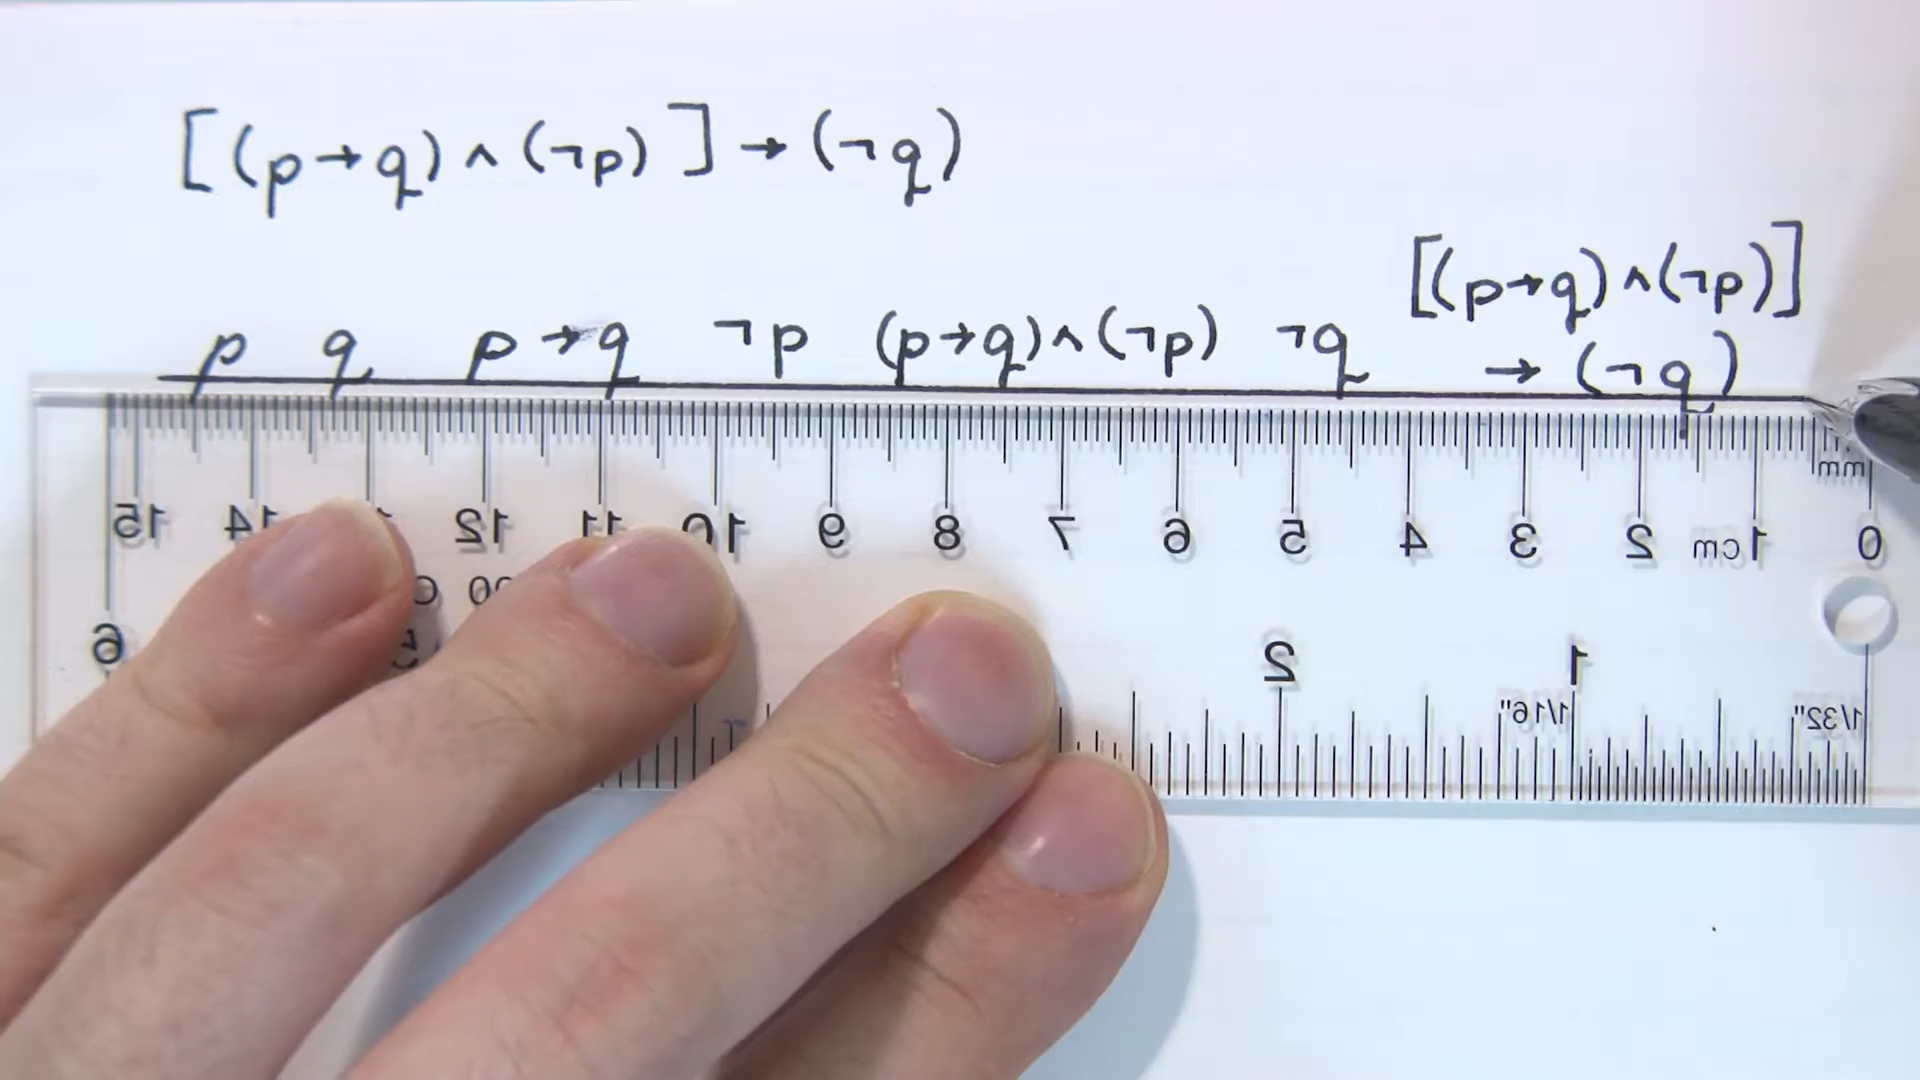 [(p→q)∧(¬p)]→(¬q)
p q p→q ¬p (p→q)∧(¬p) ¬q [(p→q)∧(¬p)]
→(¬q)
mm
15 14 12 11 10 9 8 7 6 5 4 3 2 1cm 0
6 2 1
1/16" 1/32"